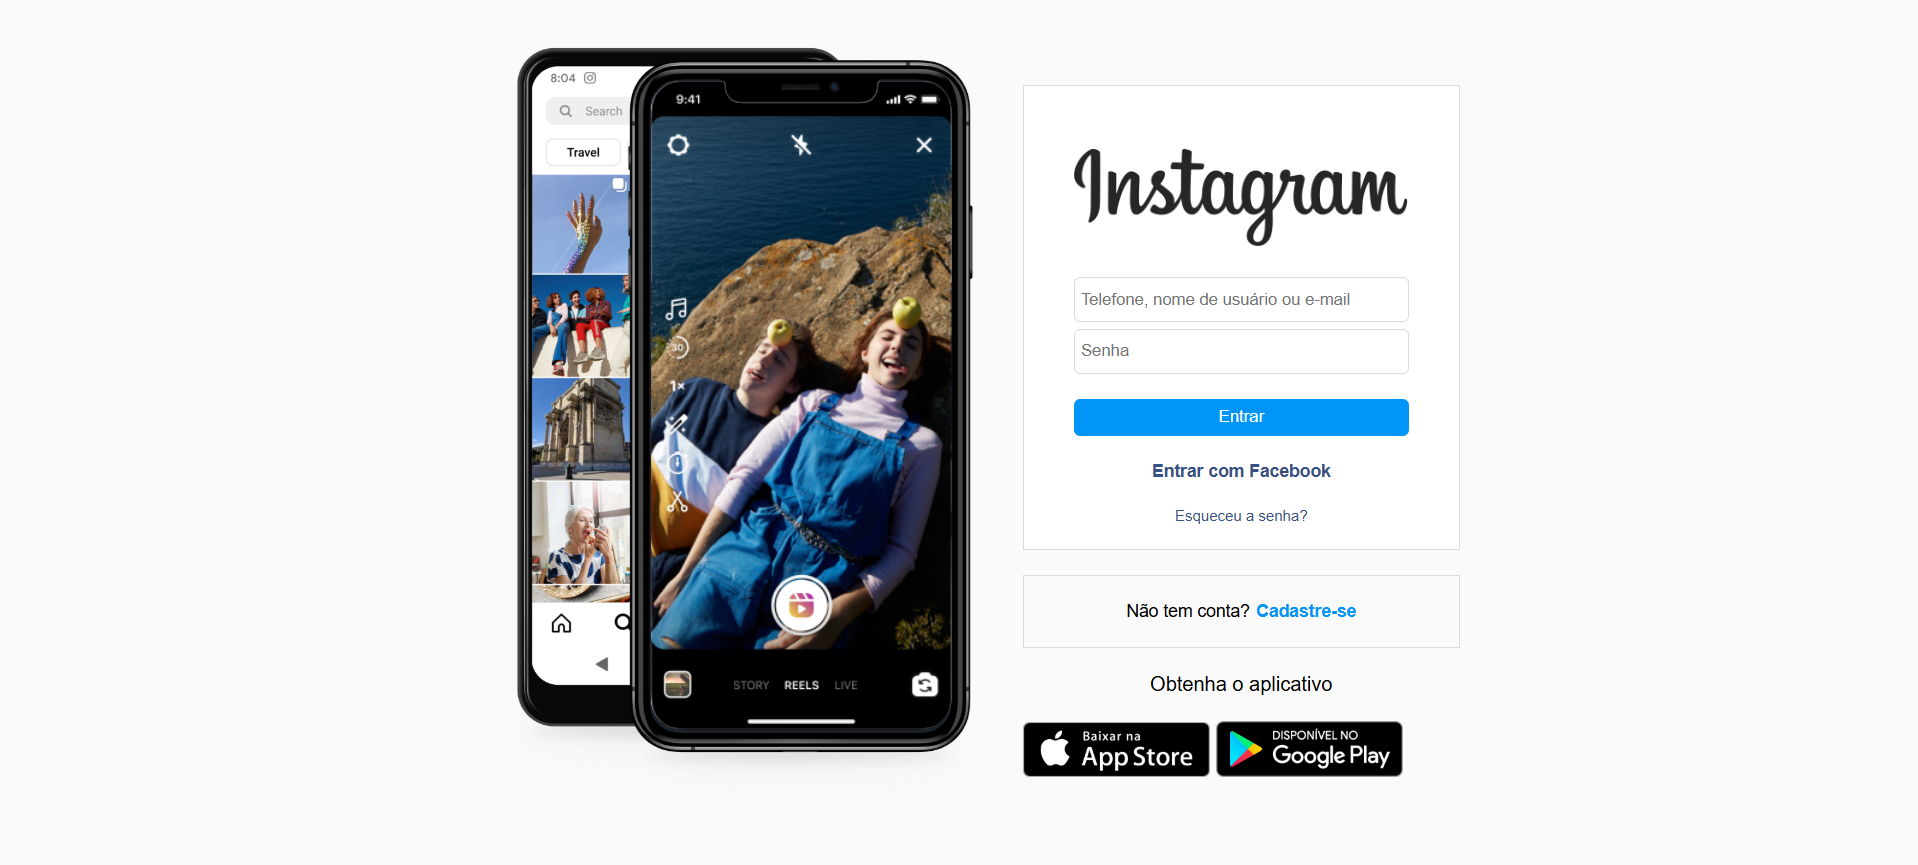 8:04
Search
Travel
9:41
30
1×
STORY REELS LIVE
Instagram
Telefone, nome de usuário ou e-mail
Senha
Entrar
Entrar com Facebook
Esqueceu a senha?
Não tem conta? Cadastre-se
Obtenha o aplicativo
Baixar na
App Store
DISPONÍVEL NO
Google Play